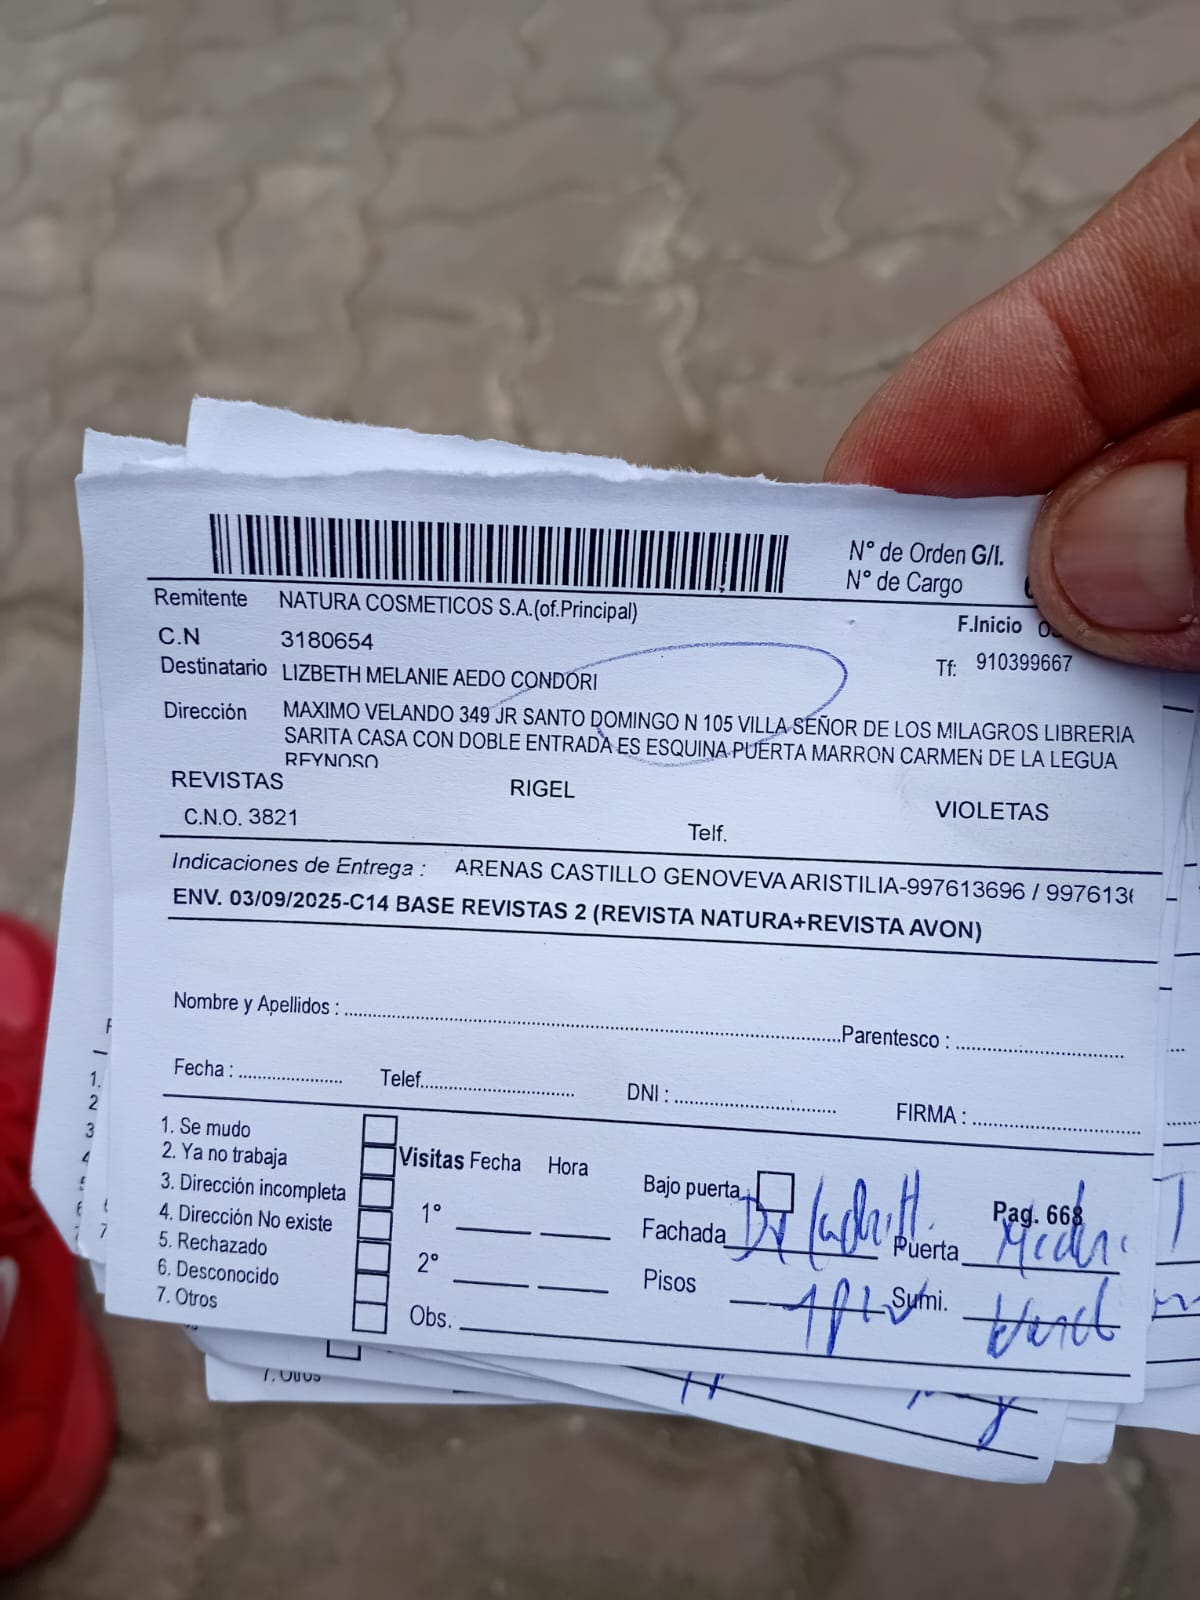 N° de Orden G/I.
N° de Cargo
Remitente NATURA COSMETICOS S.A.(of.Principal)
F.Inicio
C.N 3180654
Tf: 910399667
Destinatario LIZBETH MELANIE AEDO CONDORI
Dirección MAXIMO VELANDO 349 JR SANTO DOMINGO N 105 VILLA SEÑOR DE LOS MILAGROS LIBRERIA
SARITA CASA CON DOBLE ENTRADA ES ESQUINA PUERTA MARRON CARMEN DE LA LEGUA
REYNOSO
REVISTAS RIGEL VIOLETAS
C.N.O. 3821 Telf.
Indicaciones de Entrega : ARENAS CASTILLO GENOVEVA ARISTILIA-997613696 / 997613
ENV. 03/09/2025-C14 BASE REVISTAS 2 (REVISTA NATURA+REVISTA AVON)
Nombre y Apellidos : Parentesco :
Fecha : Telef. DNI : FIRMA :
1. Se mudo
2. Ya no trabaja
3. Dirección incompleta
4. Dirección No existe
5. Rechazado
6. Desconocido
7. Otros
Visitas Fecha Hora
1°
2°
Obs.
Bajo puerta Pag. 668
Fachada Puerta
Pisos Sumi.
7. Otros